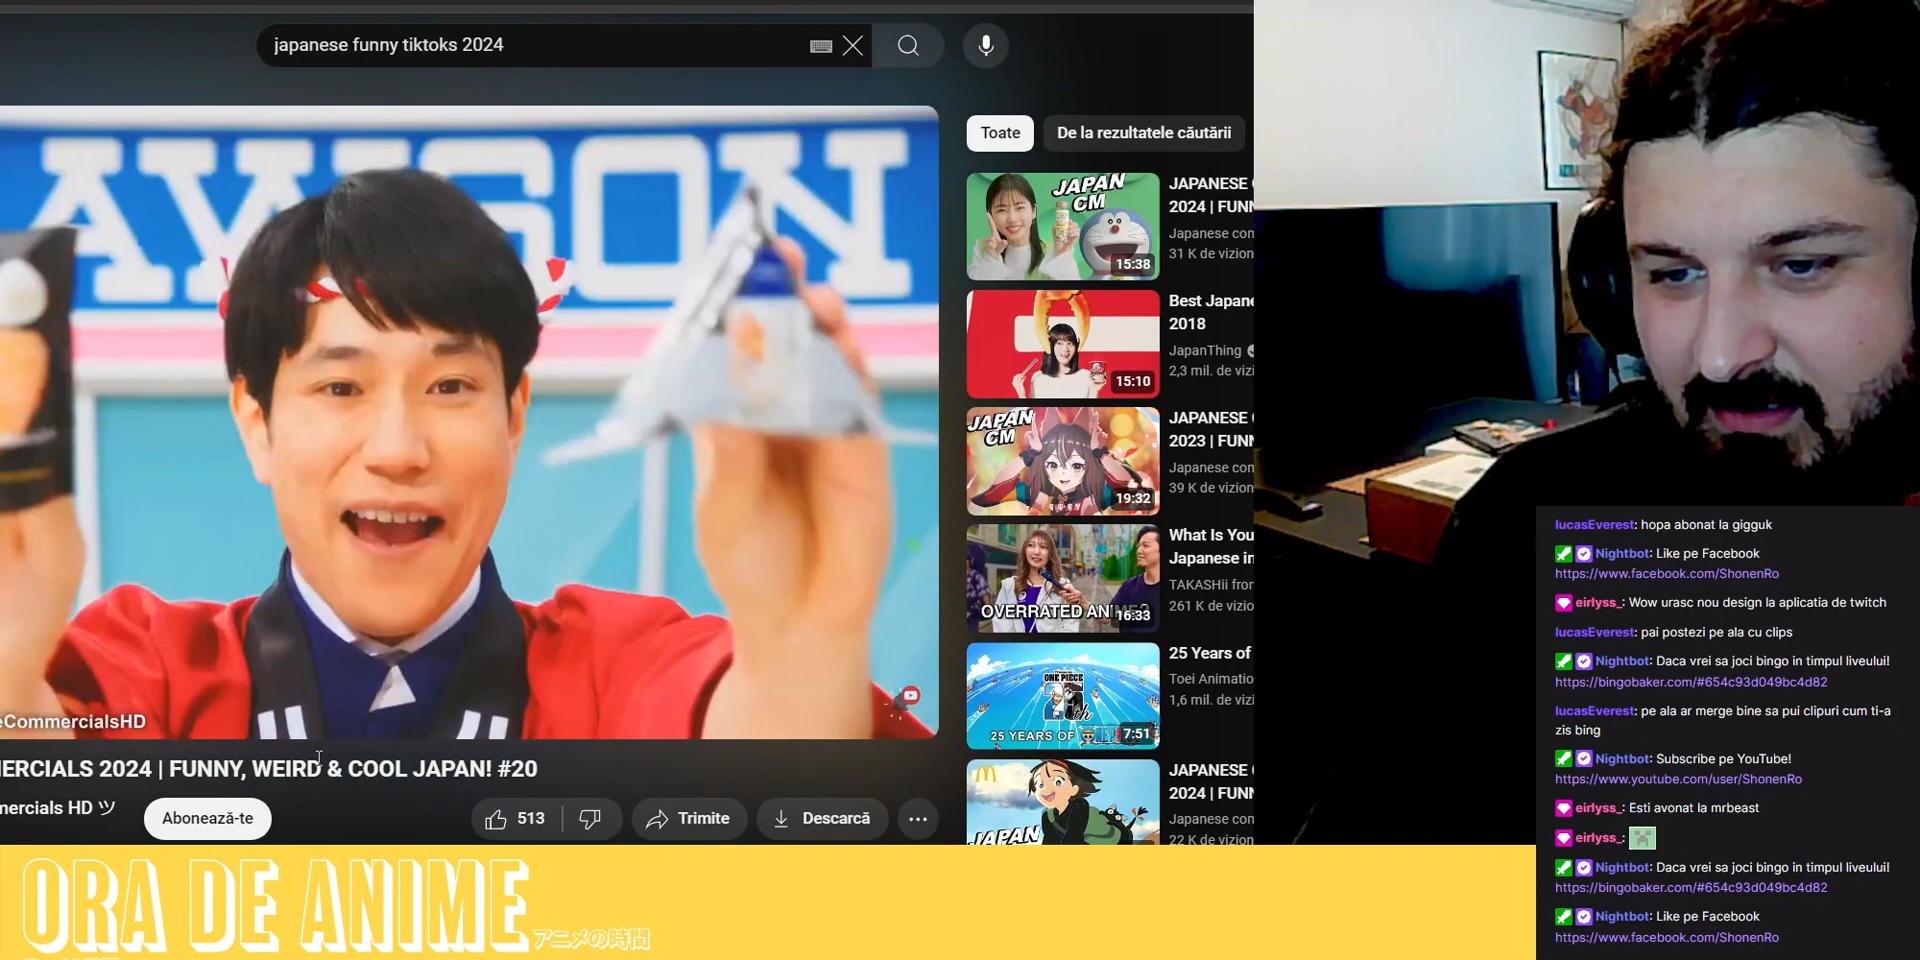 japanese funny tiktoks 2024
AWSON
eCommercialsHD
ERCIALS 2024 | FUNNY, WEIRD & COOL JAPAN! #20
mercials HD ツ
Abonează-te
513
Trimite
Descarcă
Toate
De la rezultatele căutării
JAPAN
CM
15:38
JAPANESE
2024 | FUN
Japanese con
31 K de vizion
15:10
Best Japane
2018
JapanThing
2,3 mil. de vizi
JAPAN
CM
19:32
JAPANESE
2023 | FUN
Japanese con
39 K de vizion
OVERRATED ANIME?
16:33
What Is You
Japanese in
TAKASHii fror
261 K de vizio
ONE PIECE
25th
25 YEARS OF
7:51
25 Years of
Toei Animatio
1,6 mil. de vizi
JAPAN
JAPANESE
2024 | FUN
Japanese con
22 K de vizion
lucasEverest: hopa abonat la gigguk
Nightbot: Like pe Facebook
https://www.facebook.com/ShonenRo
eirlyss_: Wow urasc nou design la aplicatia de twitch
lucasEverest: pai postezi pe ala cu clips
Nightbot: Daca vrei sa joci bingo in timpul liveului!
https://bingobaker.com/#654c93d049bc4d82
lucasEverest: pe ala ar merge bine sa pui clipuri cum ti-a
zis bing
Nightbot: Subscribe pe YouTube!
https://www.youtube.com/user/ShonenRo
eirlyss_: Esti avonat la mrbeast
eirlyss_:
Nightbot: Daca vrei sa joci bingo in timpul liveului!
https://bingobaker.com/#654c93d049bc4d82
Nightbot: Like pe Facebook
https://www.facebook.com/ShonenRo
ORA DE ANIME
アニメの時間